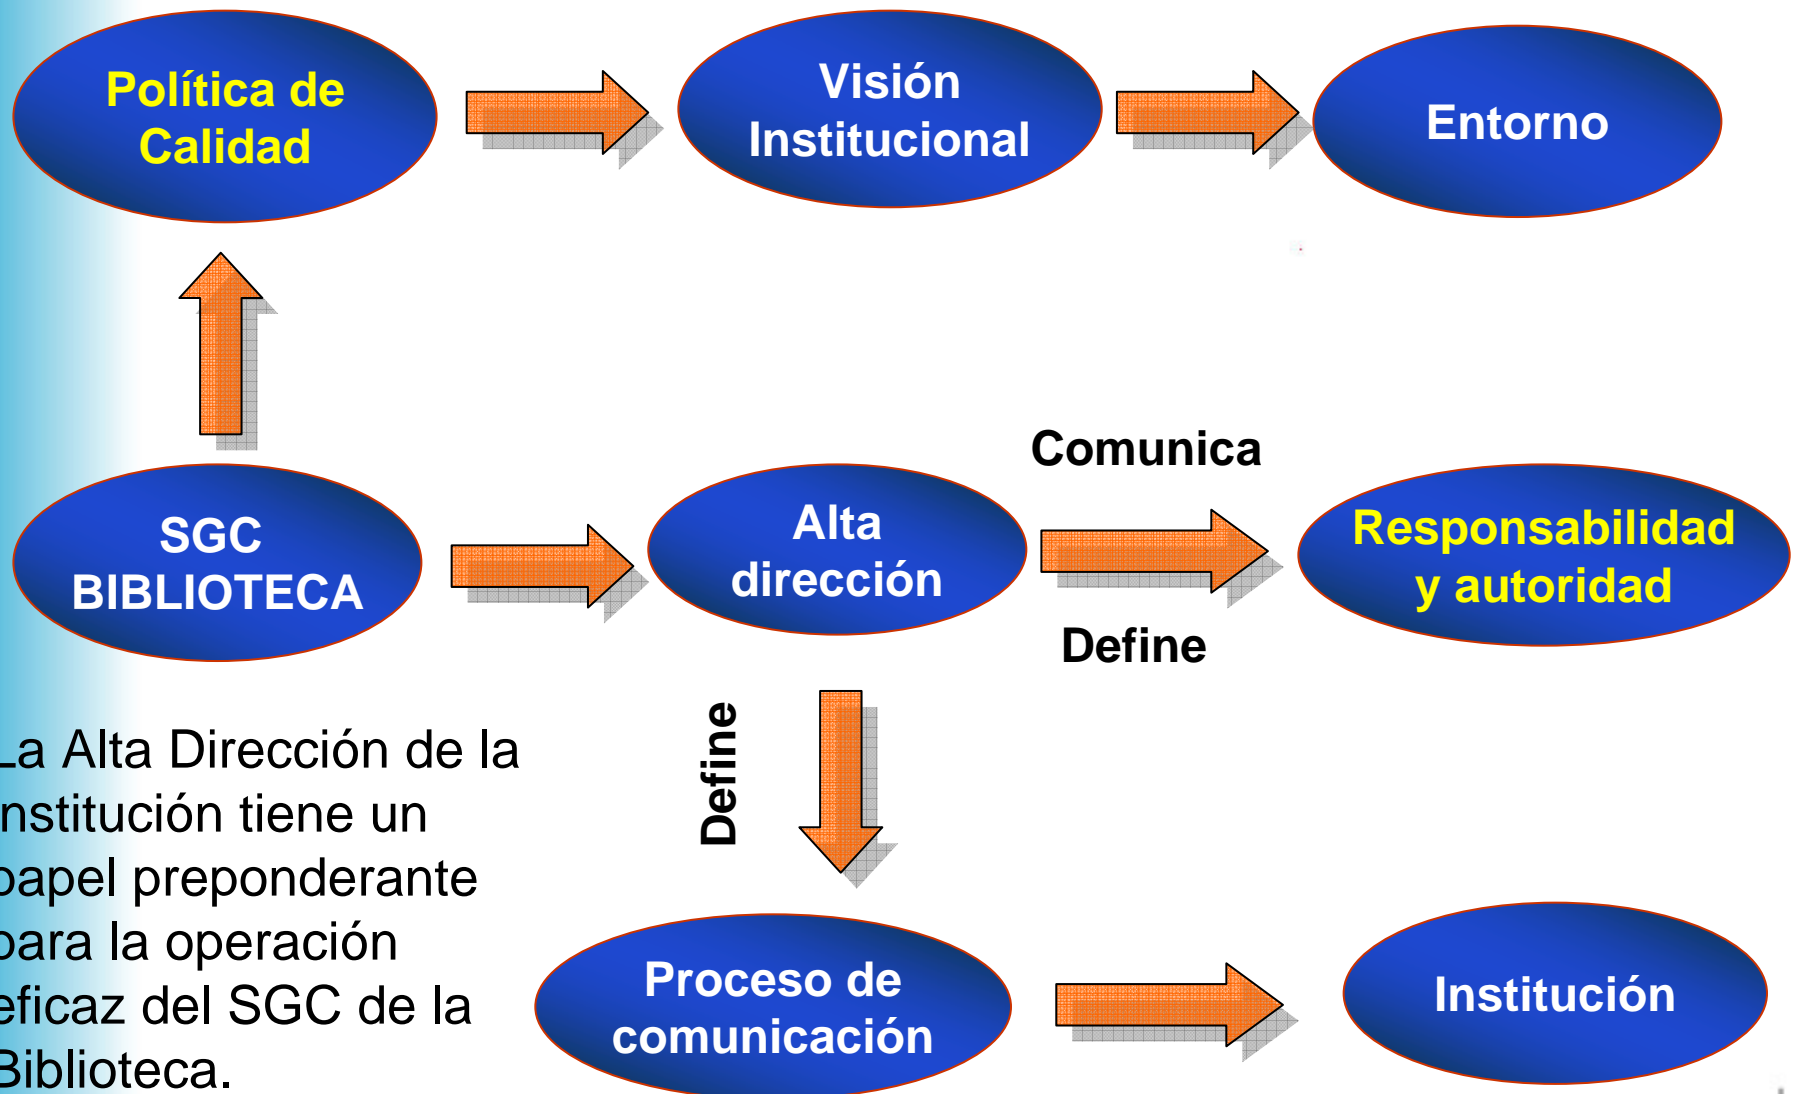 Política de
Calidad
Visión
Institucional
Entorno
Comunica
SGC
BIBLIOTECA
Alta
dirección
Responsabilidad
y autoridad
Define
Define
La Alta Dirección de la
Institución tiene un
papel preponderante
para la operación
eficaz del SGC de la
Biblioteca.
Proceso de
comunicación
Institución